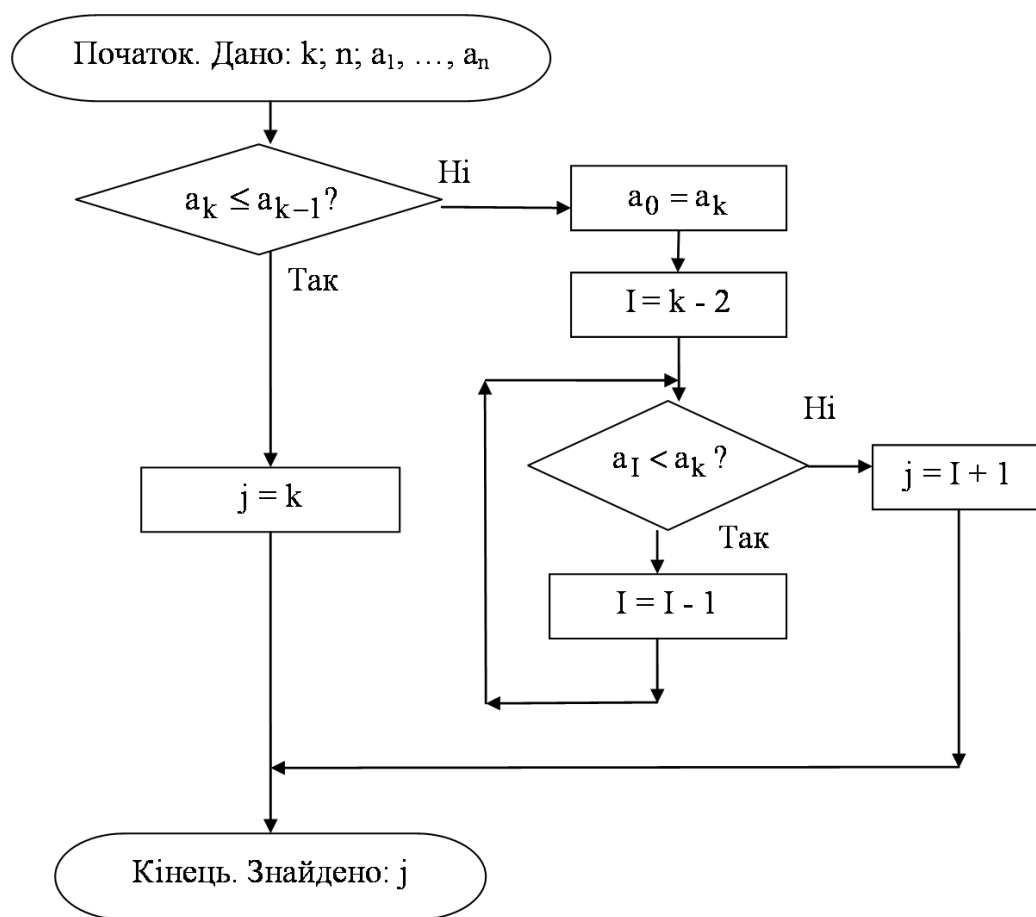 Початок. Дано: k; n; a₁, …, aₙ
aₖ ≤ aₖ₋₁?
Ні
a₀ = aₖ
Так
I = k - 2
Ні
a_I < aₖ ?
j = I + 1
j = k
Так
I = I - 1
Кінець. Знайдено: j